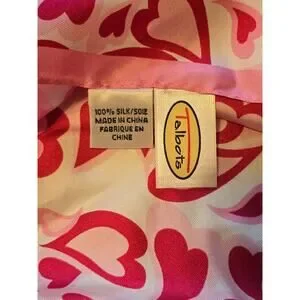 100% SILK/SOIE
MADE IN CHINA
FABRIQUE EN
CHINE
Talbots